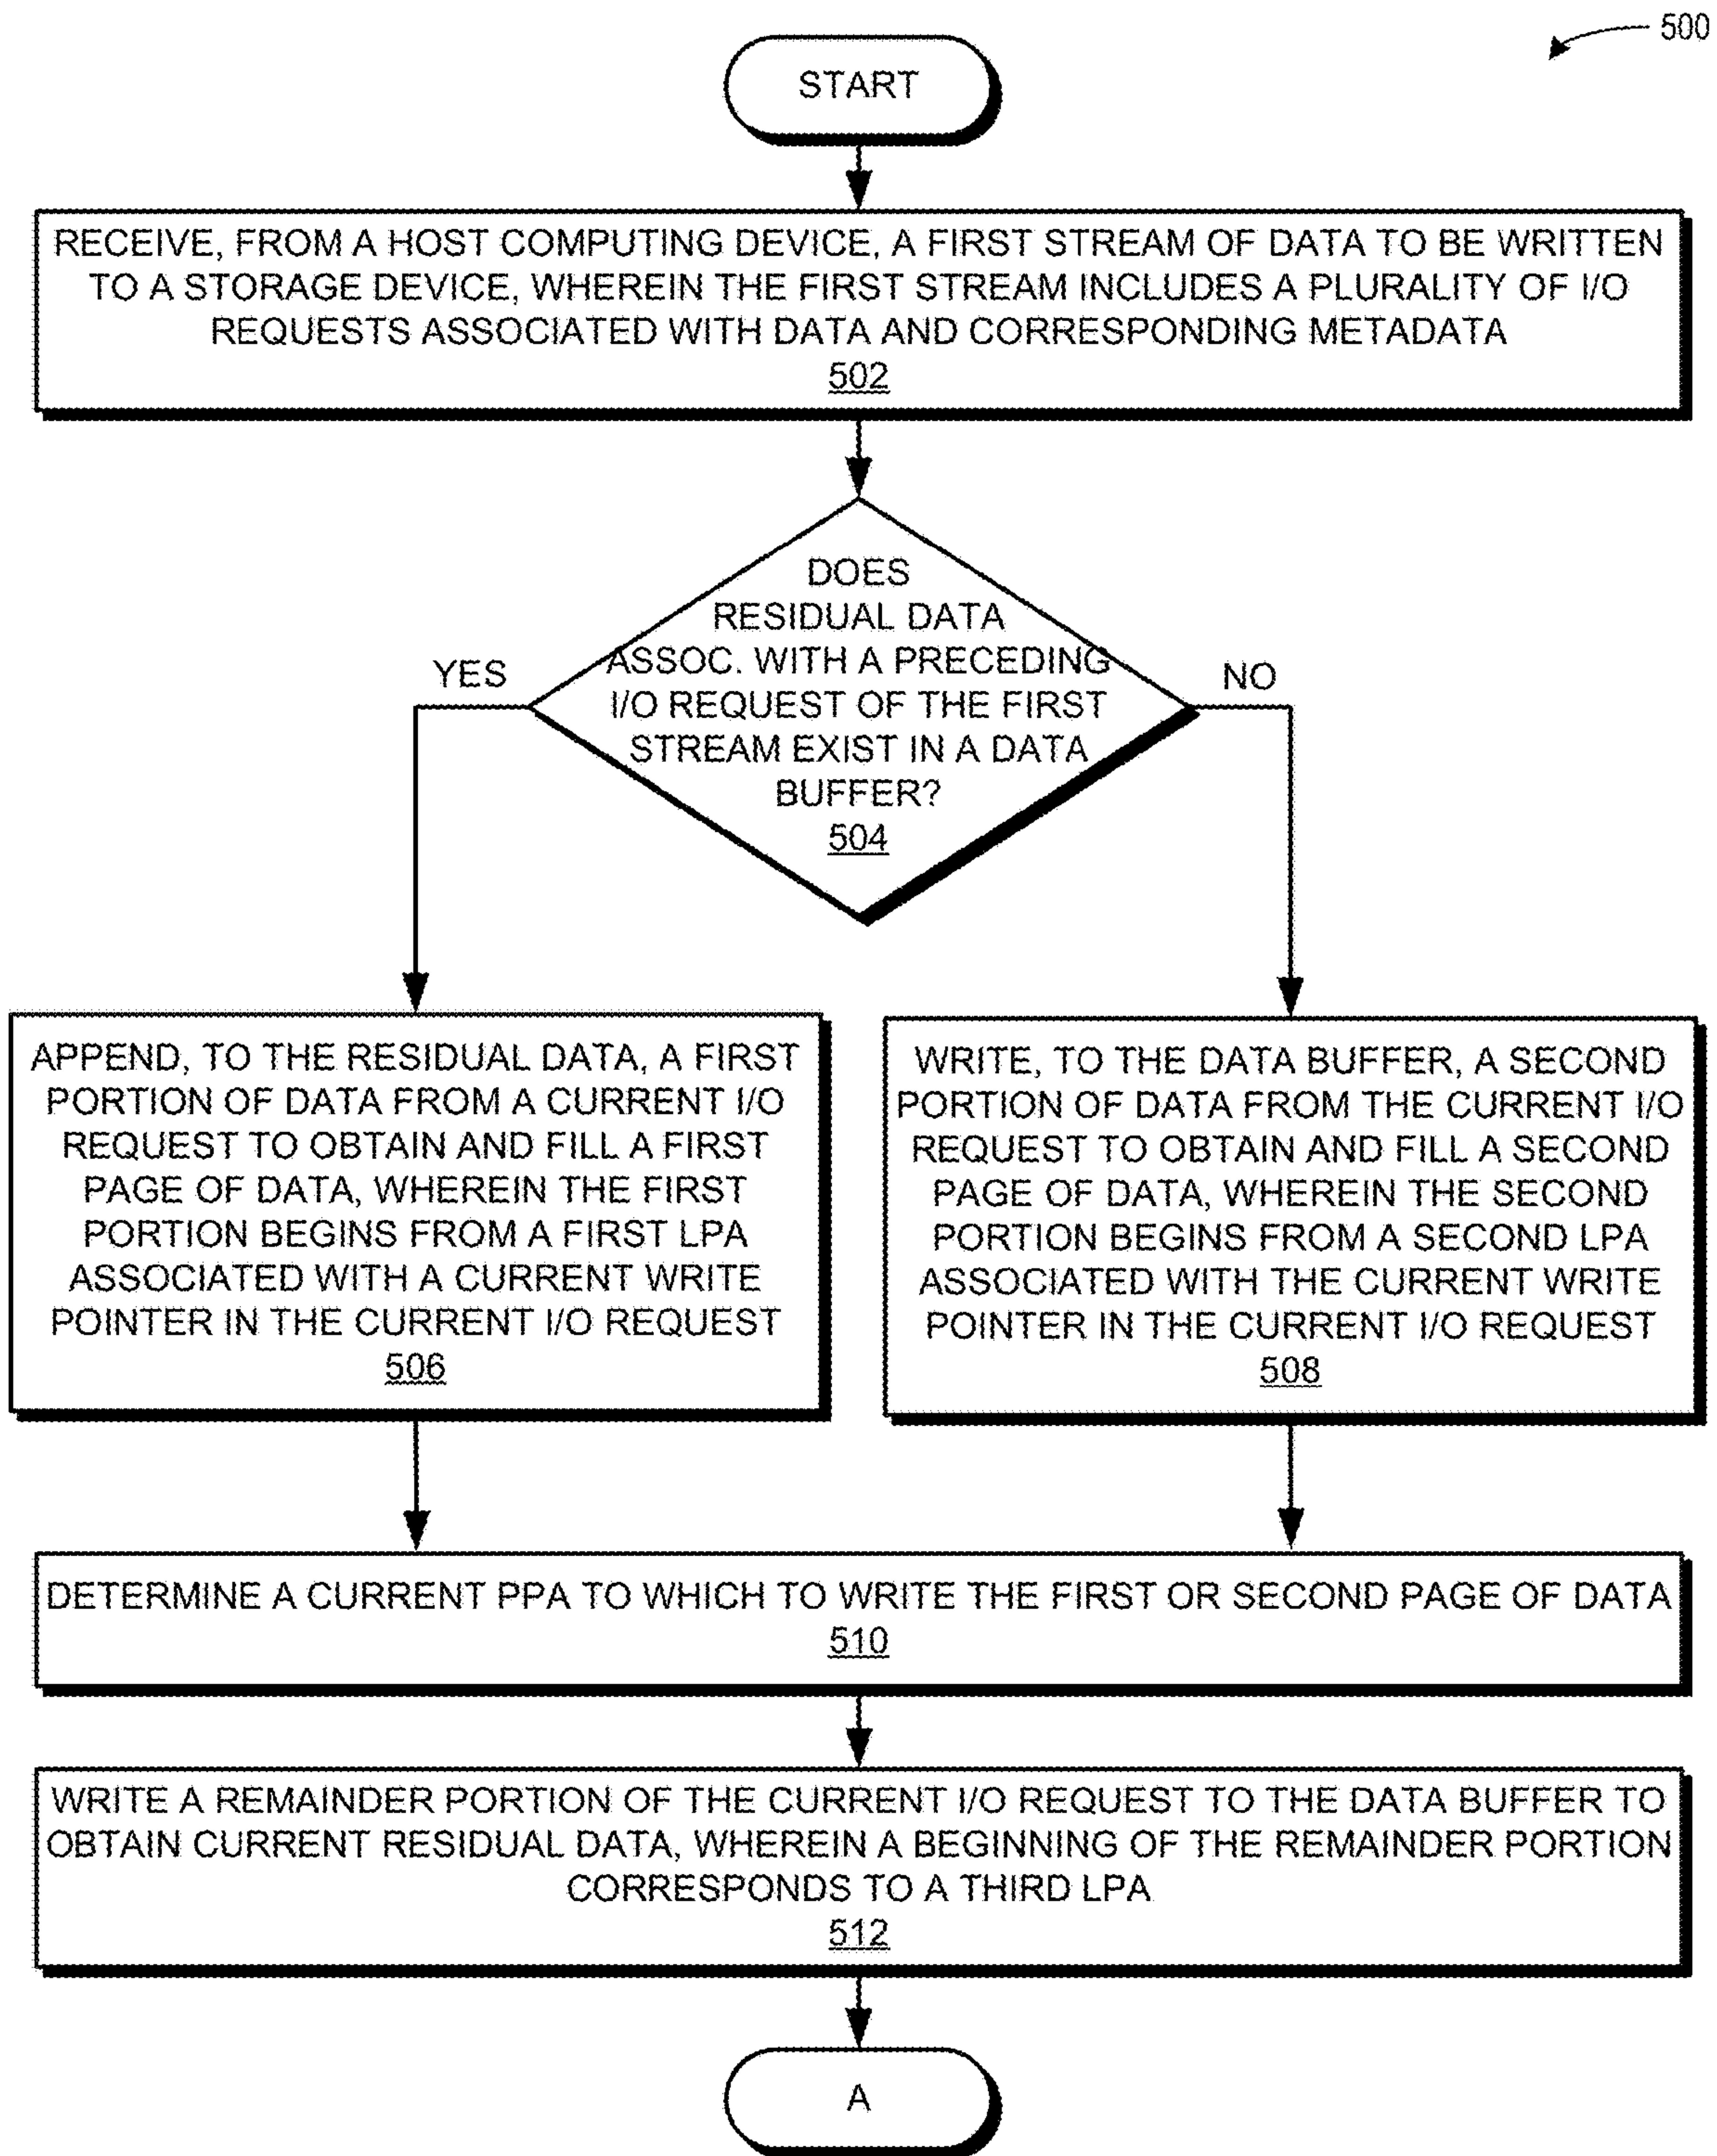 500
START
RECEIVE, FROM A HOST COMPUTING DEVICE, A FIRST STREAM OF DATA TO BE WRITTEN
TO A STORAGE DEVICE, WHEREIN THE FIRST STREAM INCLUDES A PLURALITY OF I/O
REQUESTS ASSOCIATED WITH DATA AND CORRESPONDING METADATA
502
DOES
RESIDUAL DATA
ASSOC. WITH A PRECEDING
I/O REQUEST OF THE FIRST
STREAM EXIST IN A DATA
BUFFER?
504
YES
NO
APPEND, TO THE RESIDUAL DATA, A FIRST
PORTION OF DATA FROM A CURRENT I/O
REQUEST TO OBTAIN AND FILL A FIRST
PAGE OF DATA, WHEREIN THE FIRST
PORTION BEGINS FROM A FIRST LPA
ASSOCIATED WITH A CURRENT WRITE
POINTER IN THE CURRENT I/O REQUEST
506
WRITE, TO THE DATA BUFFER, A SECOND
PORTION OF DATA FROM THE CURRENT I/O
REQUEST TO OBTAIN AND FILL A SECOND
PAGE OF DATA, WHEREIN THE SECOND
PORTION BEGINS FROM A SECOND LPA
ASSOCIATED WITH THE CURRENT WRITE
POINTER IN THE CURRENT I/O REQUEST
508
DETERMINE A CURRENT PPA TO WHICH TO WRITE THE FIRST OR SECOND PAGE OF DATA
510
WRITE A REMAINDER PORTION OF THE CURRENT I/O REQUEST TO THE DATA BUFFER TO
OBTAIN CURRENT RESIDUAL DATA, WHEREIN A BEGINNING OF THE REMAINDER PORTION
CORRESPONDS TO A THIRD LPA
512
A